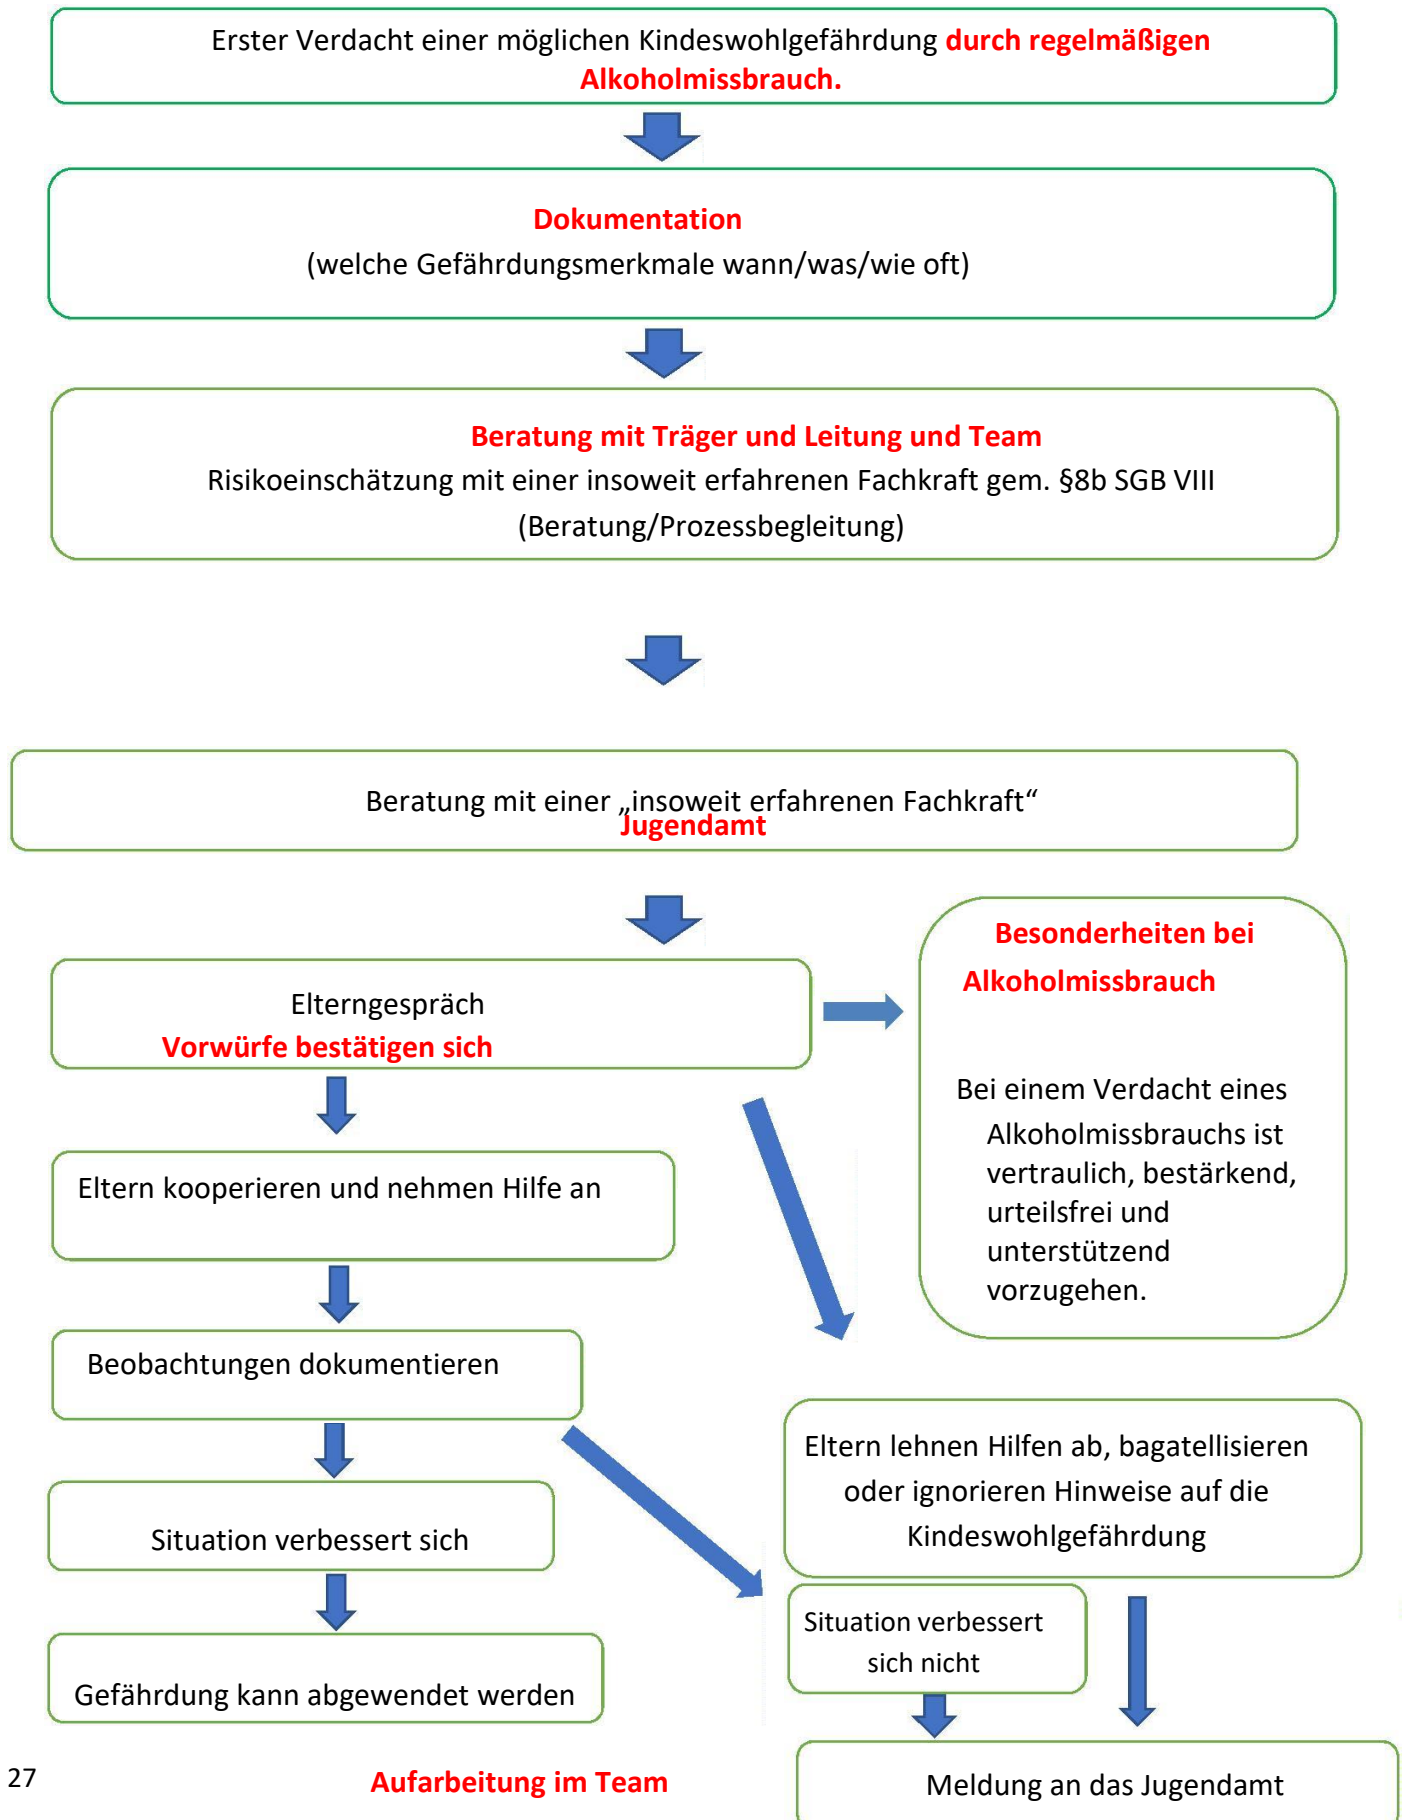 Erster Verdacht einer möglichen Kindeswohlgefährdung durch regelmäßigen
Alkoholmissbrauch.
Dokumentation
(welche Gefährdungsmerkmale wann/was/wie oft)
Beratung mit Träger und Leitung und Team
Risikoeinschätzung mit einer insoweit erfahrenen Fachkraft gem. §8b SGB VIII
(Beratung/Prozessbegleitung)
Beratung mit einer „insoweit erfahrenen Fachkraft“
Jugendamt
Elterngespräch
Vorwürfe bestätigen sich
Besonderheiten bei
Alkoholmissbrauch
Bei einem Verdacht eines
Alkoholmissbrauchs ist
vertraulich, bestärkend,
urteilsfrei und
unterstützend
vorzugehen.
Eltern kooperieren und nehmen Hilfe an
Beobachtungen dokumentieren
Situation verbessert sich
Gefährdung kann abgewendet werden
Eltern lehnen Hilfen ab, bagatellisieren
oder ignorieren Hinweise auf die
Kindeswohlgefährdung
Situation verbessert
sich nicht
Meldung an das Jugendamt
Aufarbeitung im Team
27